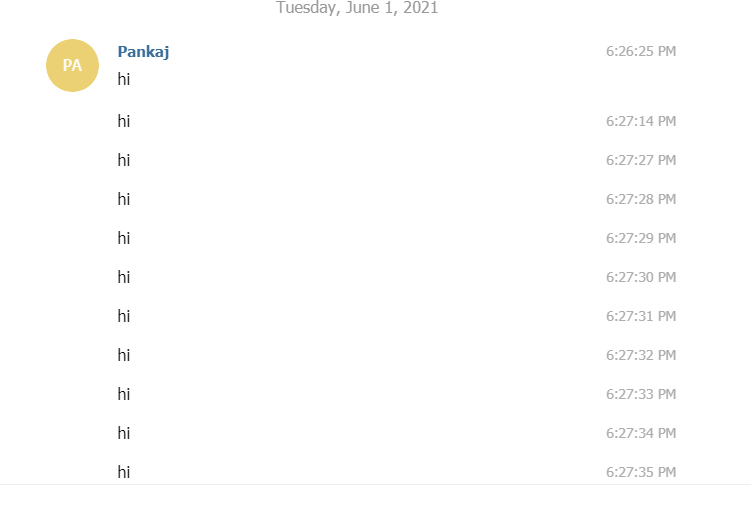 Tuesday, June 1, 2021
PA
Pankaj 6:26:25 PM
hi
hi 6:27:14 PM
hi 6:27:27 PM
hi 6:27:28 PM
hi 6:27:29 PM
hi 6:27:30 PM
hi 6:27:31 PM
hi 6:27:32 PM
hi 6:27:33 PM
hi 6:27:34 PM
hi 6:27:35 PM